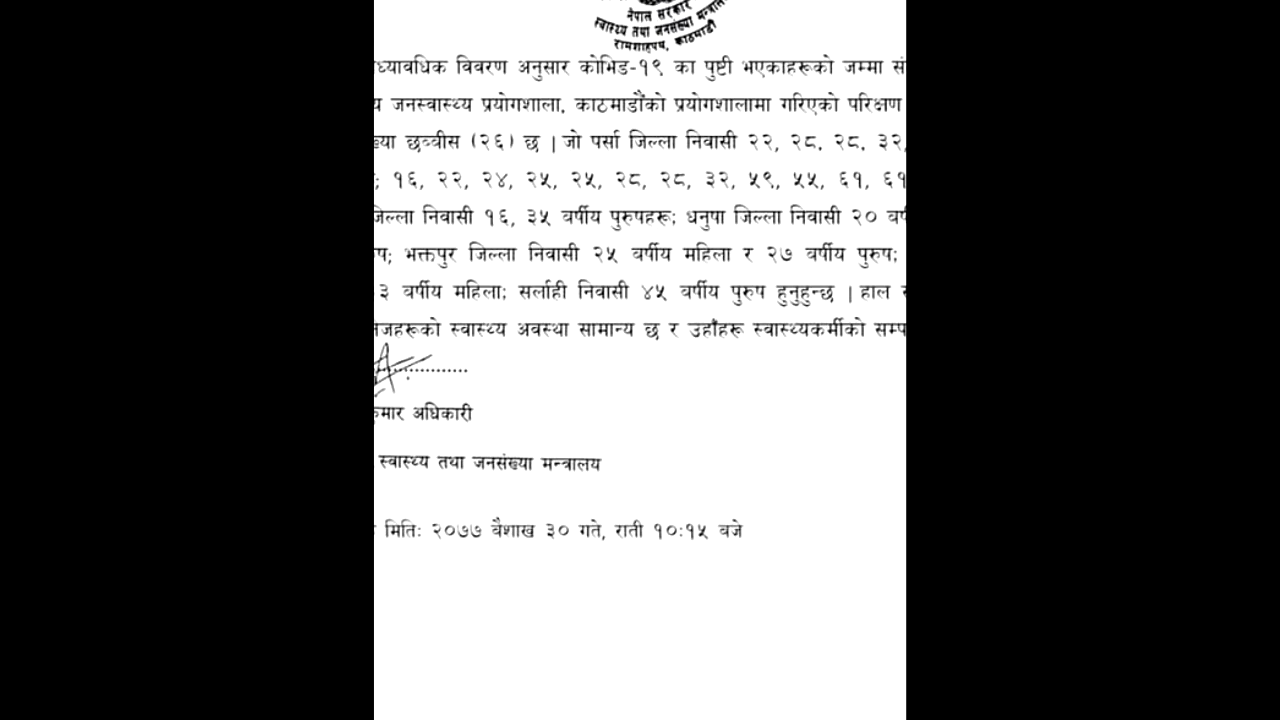 नेपाल सरकार
स्वास्थ्य तथा जनसंख्या मन्त्रालय
रामशाहपथ, काठमाडौं
ध्यावधिक विवरण अनुसार कोभिड-१९ का पुष्टी भएकाहरूको जम्मा सं
य जनस्वास्थ्य प्रयोगशाला, काठमाडौंको प्रयोगशालामा गरिएको परिक्षण
ख्या छव्वीस (२६) छ | जो पर्सा जिल्ला निवासी २२, २८, २८, ३२,
; १६, २२, २४, २५, २५, २८, २८, ३२, ५९, ५५, ६१, ६१
जिल्ला निवासी १६, ३५ वर्षीय पुरुषहरू; धनुषा जिल्ला निवासी २० वर्ष
ष; भक्तपुर जिल्ला निवासी २५ वर्षीय महिला र २७ वर्षीय पुरुष;
३ वर्षीय महिला; सर्लाही निवासी ४५ वर्षीय पुरुष हुनुहुन्छ | हाल
नजहरूको स्वास्थ्य अवस्था सामान्य छ र उहाँहरू स्वास्थ्यकर्मीको सम्प
कुमार अधिकारी
स्वास्थ्य तथा जनसंख्या मन्त्रालय
मिति: २०७७ वैशाख ३० गते, राती १०:१५ बजे